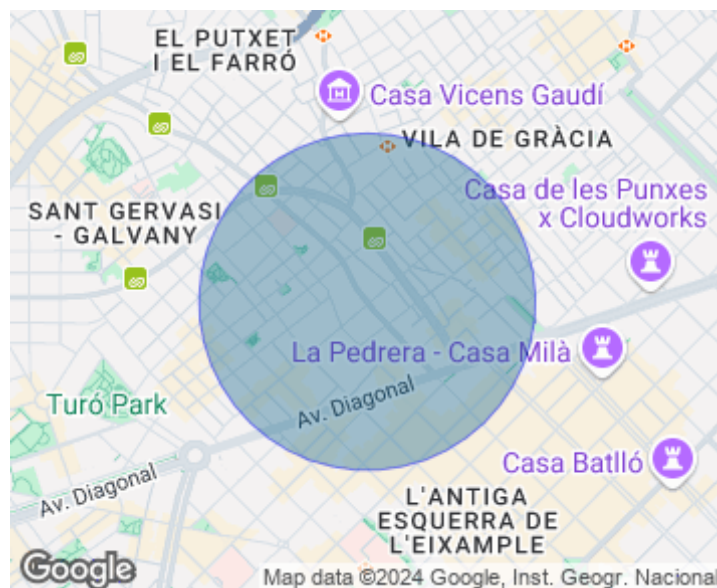 EL PUTXET
I EL FARRÓ
Casa Vicens Gaudí
VILA DE GRÀCIA
Casa de les Punxes
x Cloudworks
SANT GERVASI
- GALVANY
La Pedrera - Casa Milà
Turó Park
Av. Diagonal
Casa Batlló
Av. Diagonal
L'ANTIGA
ESQUERRA DE
L'EIXAMPLE
Google
Map data ©2024 Google, Inst. Geogr. Nacional